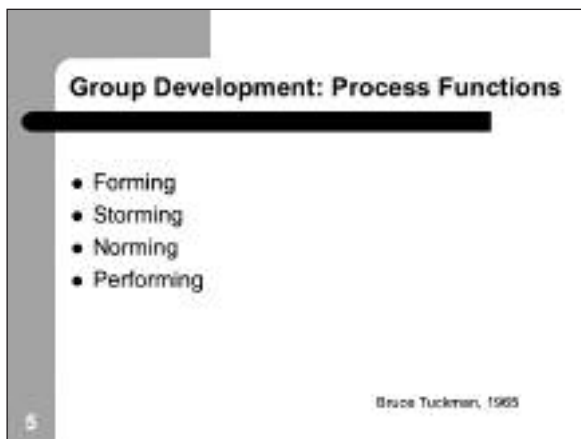 Group Development: Process Functions
Forming
Storming
Norming
Performing
Bruce Tuckman, 1965
5